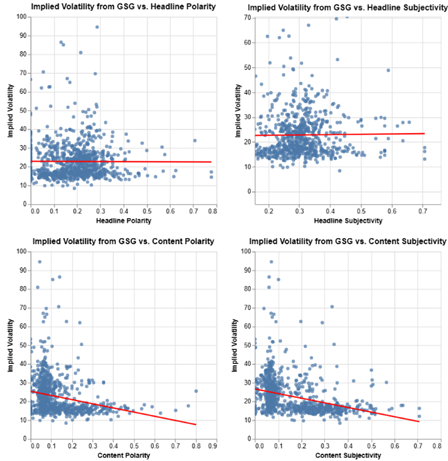 Implied Volatility from GSG vs. Headline Polarity
100
90
80
70
60
50
40
30
20
10
0
Implied Volatility
0.0 0.1 0.2 0.3 0.4 0.5 0.6 0.7 0.8
Headline Polarity
Implied Volatility from GSG vs. Headline Subjectivity
70
60
50
40
30
20
10
0
Implied Volatility
0.2 0.3 0.4 0.5 0.6 0.7
Headline Subjectivity
Implied Volatility from GSG vs. Content Polarity
100
90
80
70
60
50
40
30
20
10
0
Implied Volatility
0.0 0.1 0.2 0.3 0.4 0.5 0.6 0.7 0.8 0.9
Content Polarity
Implied Volatility from GSG vs. Content Subjectivity
100
90
80
70
60
50
40
30
20
10
0
Implied Volatility
0.0 0.1 0.2 0.3 0.4 0.5 0.6 0.7 0.8
Content Subjectivity